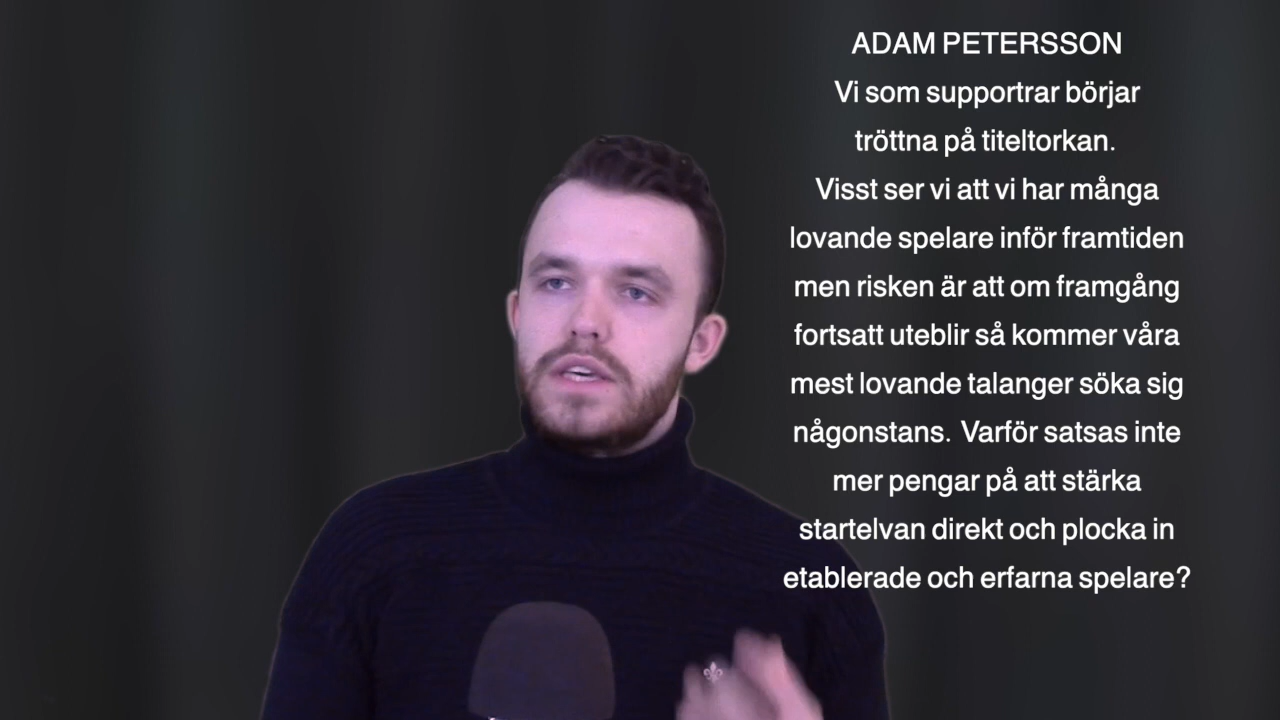 ADAM PETERSSON
Vi som supportrar börjar
tröttna på titeltorkan.
Visst ser vi att vi har många
lovande spelare inför framtiden
men risken är att om framgång
fortsatt uteblir så kommer våra
mest lovande talanger söka sig
någonstans. Varför satsas inte
mer pengar på att stärka
startelvan direkt och plocka in
etablerade och erfarna spelare?